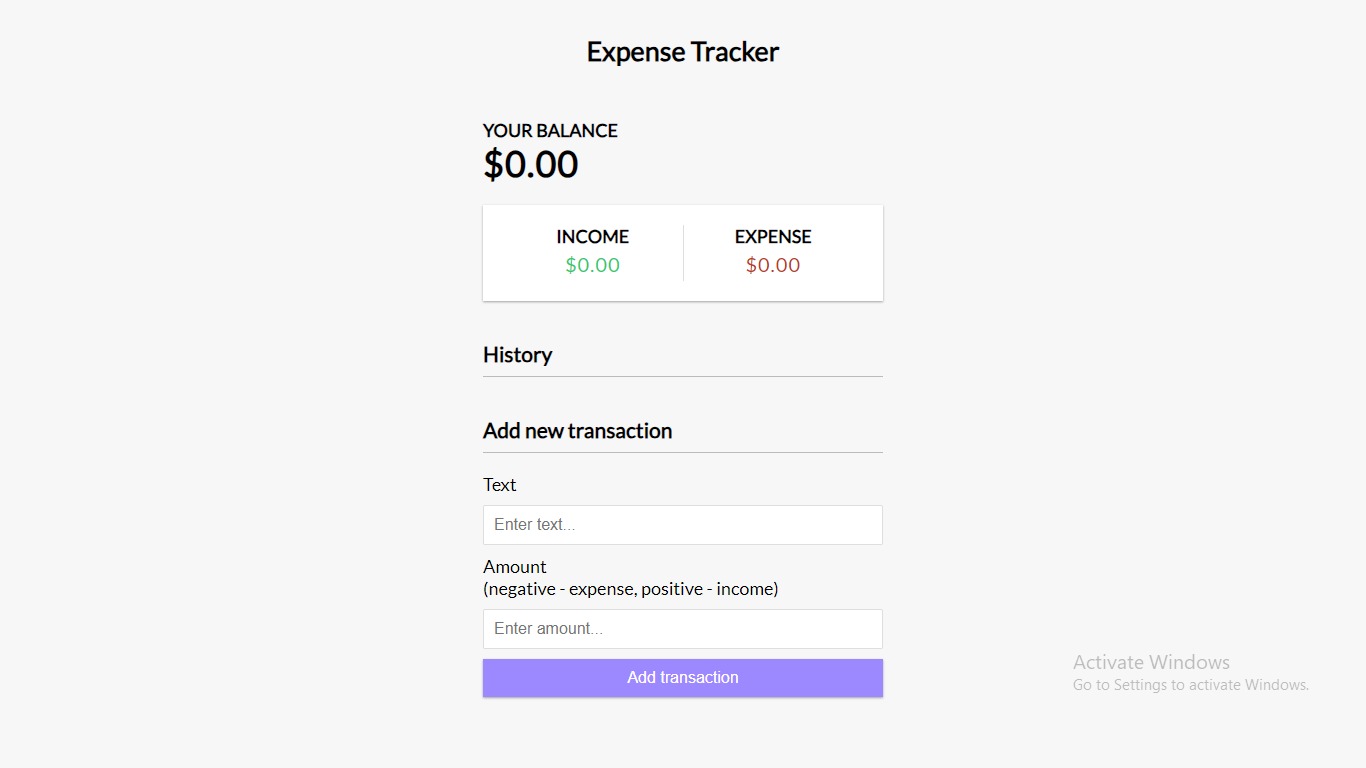 Expense Tracker
YOUR BALANCE
$0.00
INCOME
EXPENSE
$0.00
$0.00
History
Add new transaction
Text
Enter text...
Amount
(negative - expense, positive - income)
Enter amount...
Add transaction
Activate Windows
Go to Settings to activate Windows.